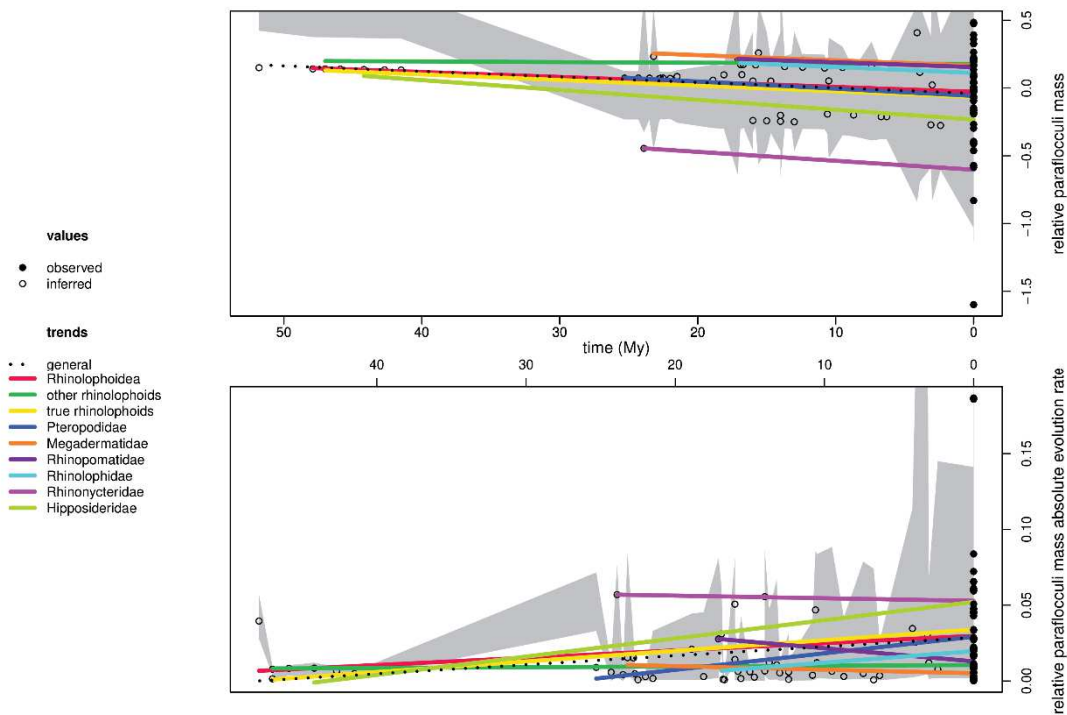 values
observed
inferred
trends
general
Rhinolophoidea
other rhinolophoids
true rhinolophoids
Pteropodidae
Megadermatidae
Rhinopomatidae
Rhinolophidae
Rhinonycteridae
Hipposideridae
0.5
0.0
−0.5
−1.0
−1.5
relative paraflocculi mass
50 40 30 20 10 0
time (My)
40 30 20 10 0
0.15
0.10
0.05
0.00
relative paraflocculi mass absolute evolution rate